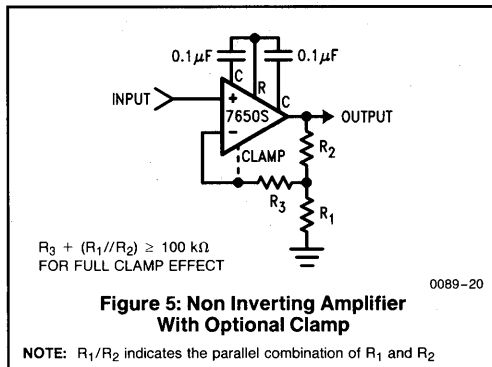 0.1μF
0.1μF
C
R
C
INPUT
+
7650S
OUTPUT
−
R2
CLAMP
R3
R1
R3 + (R1//R2) ≥ 100 kΩ
FOR FULL CLAMP EFFECT
0089–20
Figure 5: Non Inverting Amplifier
With Optional Clamp
NOTE: R1/R2 indicates the parallel combination of R1 and R2